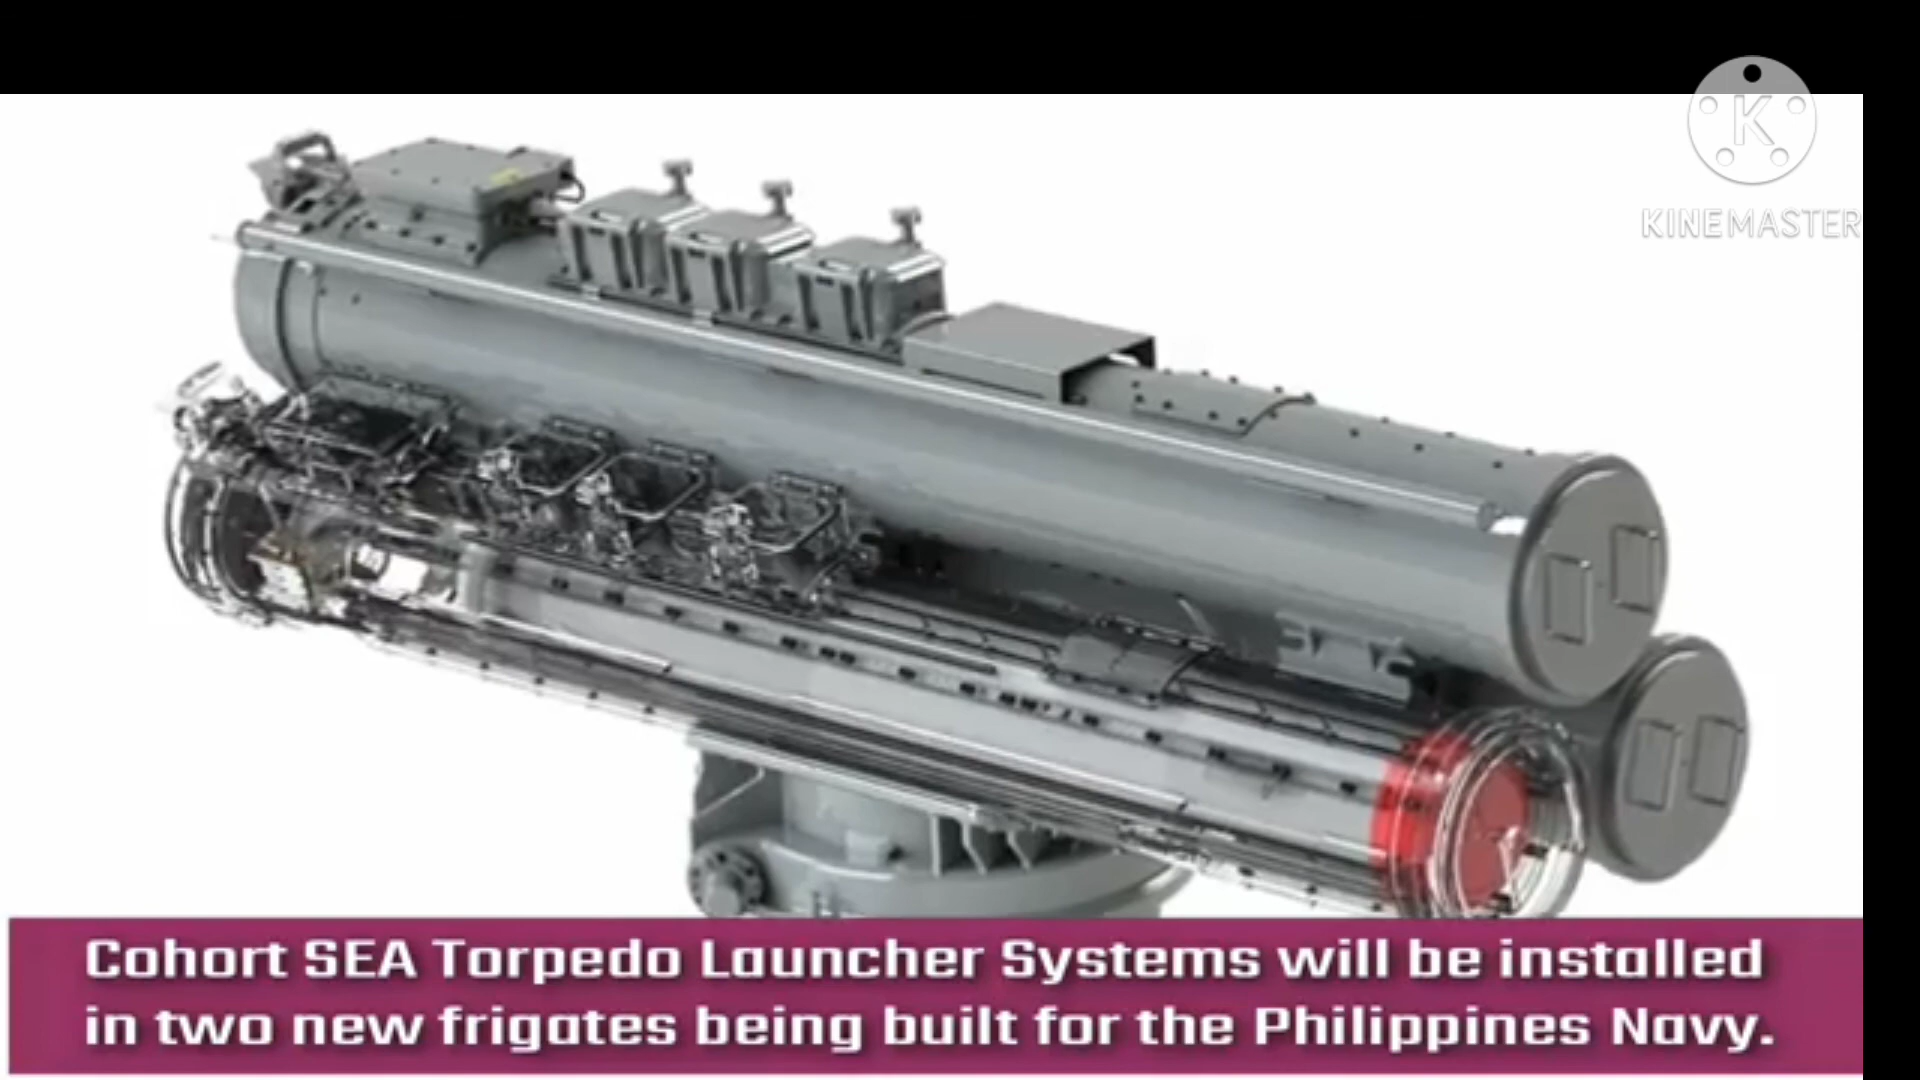 K
KINEMASTER
Cohort SEA Torpedo Launcher Systems will be installed
in two new frigates being built for the Philippines Navy.